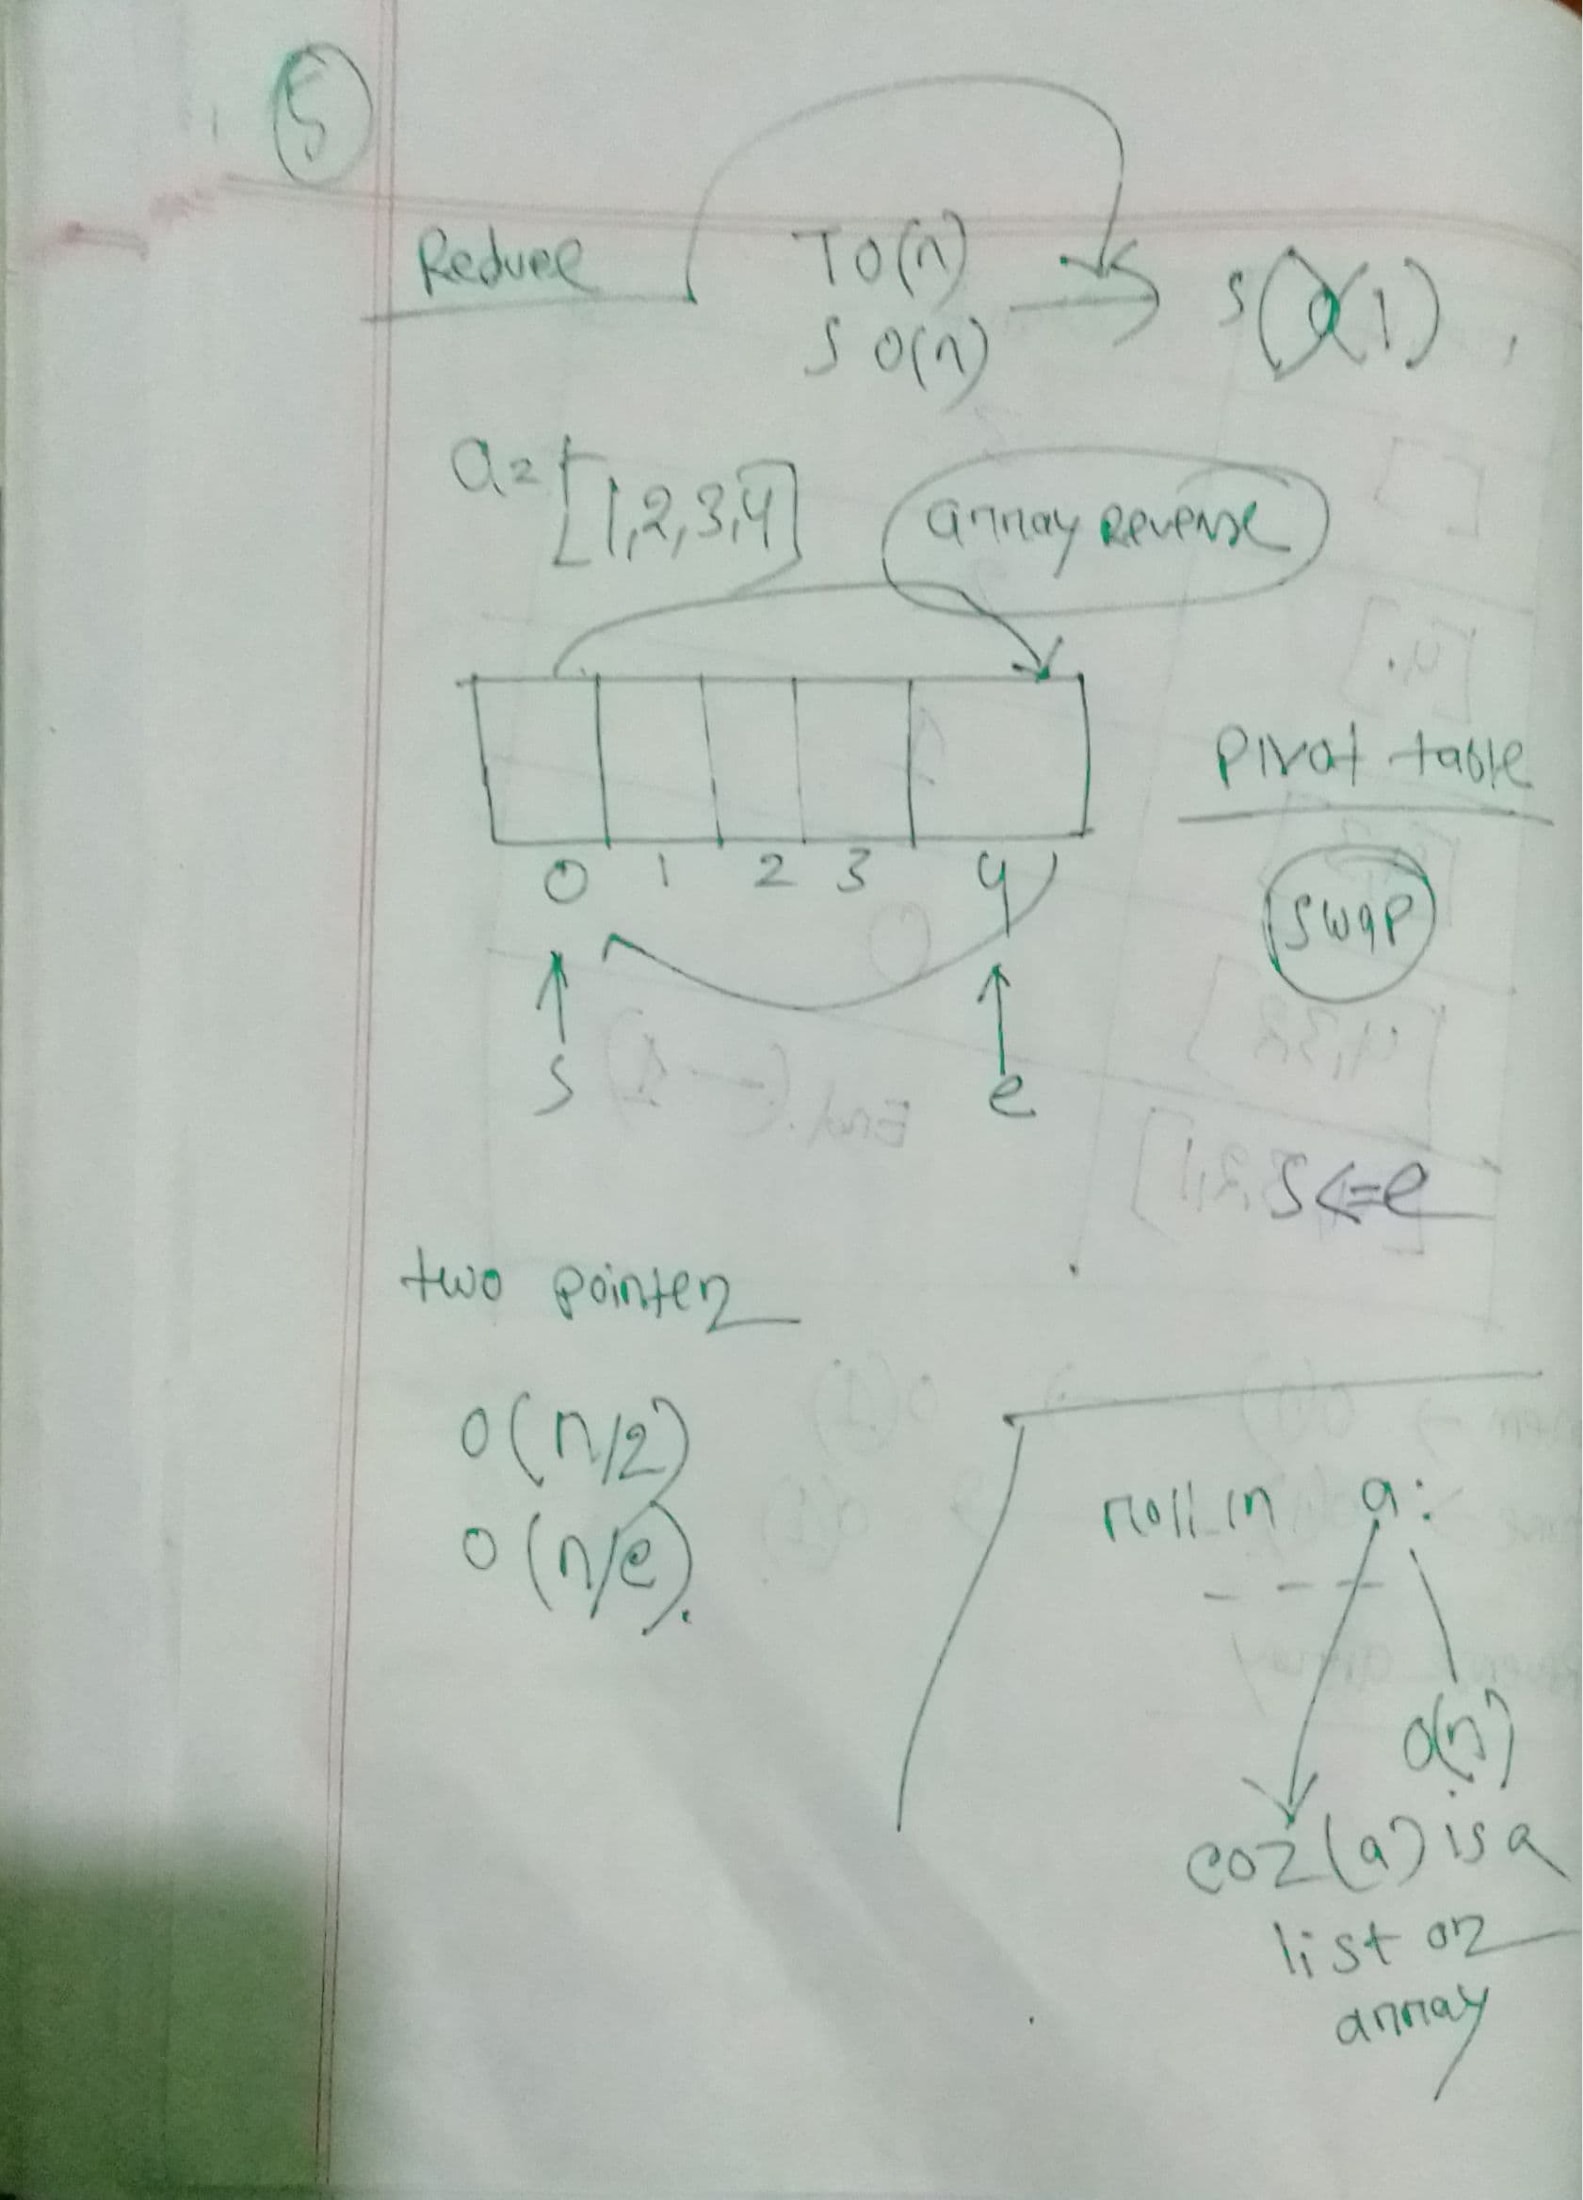 5
Reduce TO(n) → S O(1)
S O(n)
a = [1,2,3,4] array Reverse
Pivot table
0 1 2 3 4
swap
s e
s<=e
two pointer
O(n/2)
O(n/e).
roll in a:
- - -
O(n)
coz (a) is a
list or
array